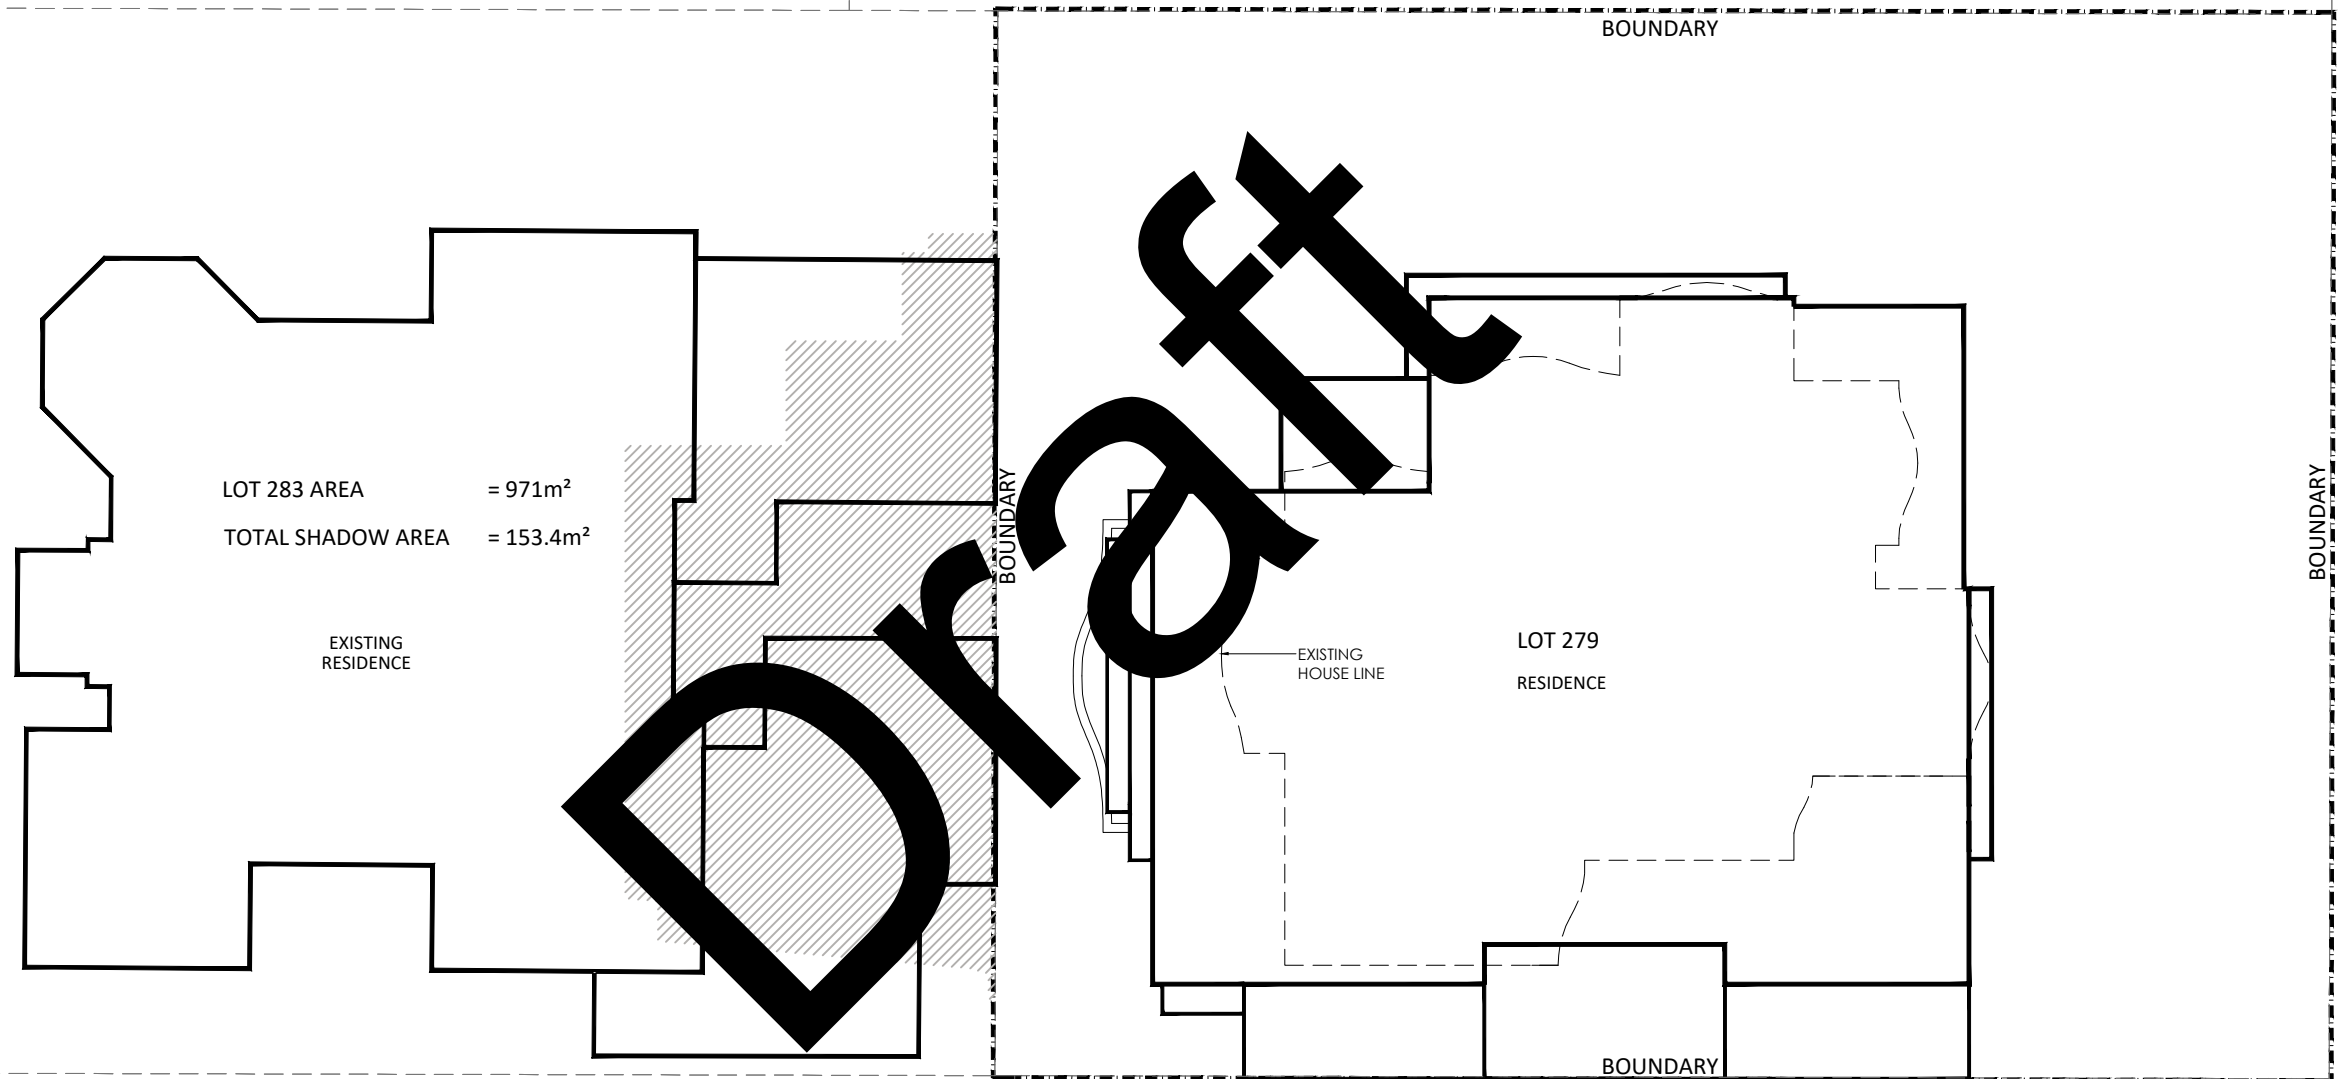 BOUNDARY
LOT 283 AREA = 971m²
TOTAL SHADOW AREA = 153.4m²
EXISTING
RESIDENCE
BOUNDARY
Draft
EXISTING
HOUSE LINE
LOT 279
RESIDENCE
BOUNDARY
BOUNDARY